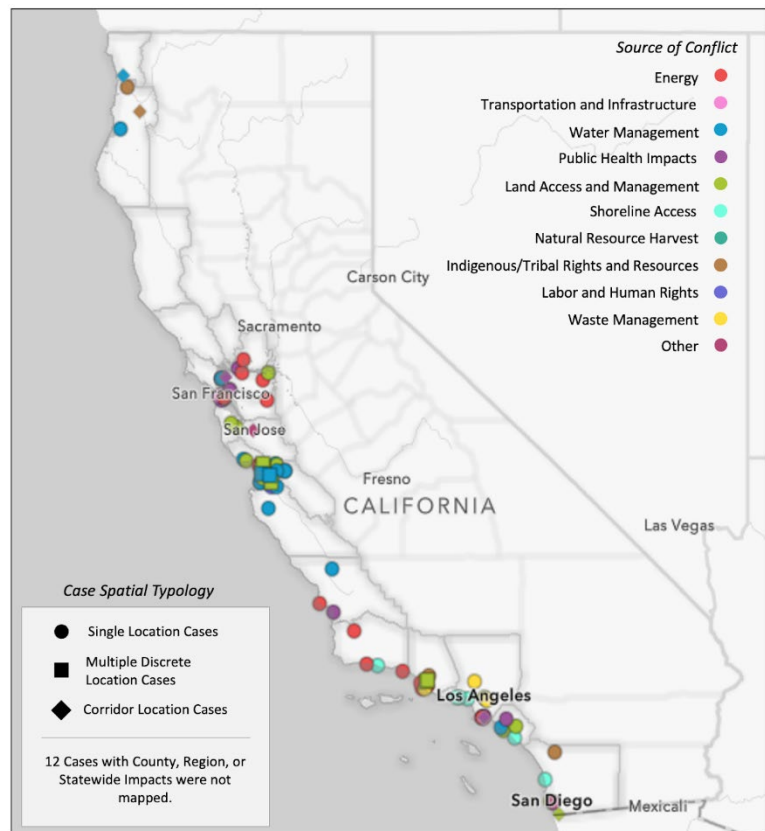 Source of Conflict
Energy
Transportation and Infrastructure
Water Management
Public Health Impacts
Land Access and Management
Shoreline Access
Natural Resource Harvest
Indigenous/Tribal Rights and Resources
Labor and Human Rights
Waste Management
Other
Carson City
Sacramento
San Francisco
San Jose
Fresno
CALIFORNIA
Las Vegas
Los Angeles
San Diego
Mexicali
Case Spatial Typology
Single Location Cases
Multiple Discrete
Location Cases
Corridor Location Cases
12 Cases with County, Region, or
Statewide Impacts were not
mapped.